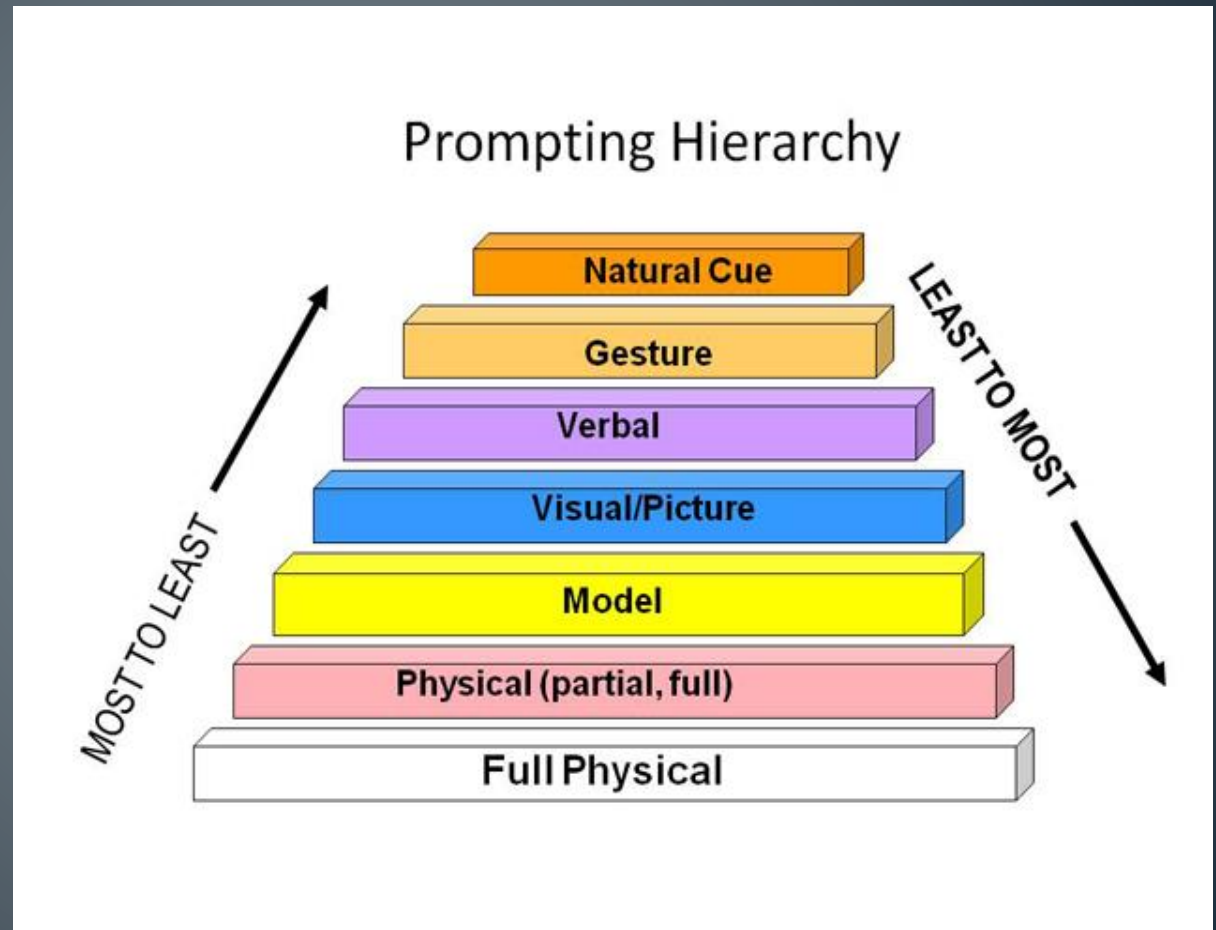 Prompting Hierarchy
Natural Cue
Gesture
Verbal
Visual/Picture
Model
Physical (partial, full)
Full Physical
MOST TO LEAST
LEAST TO MOST